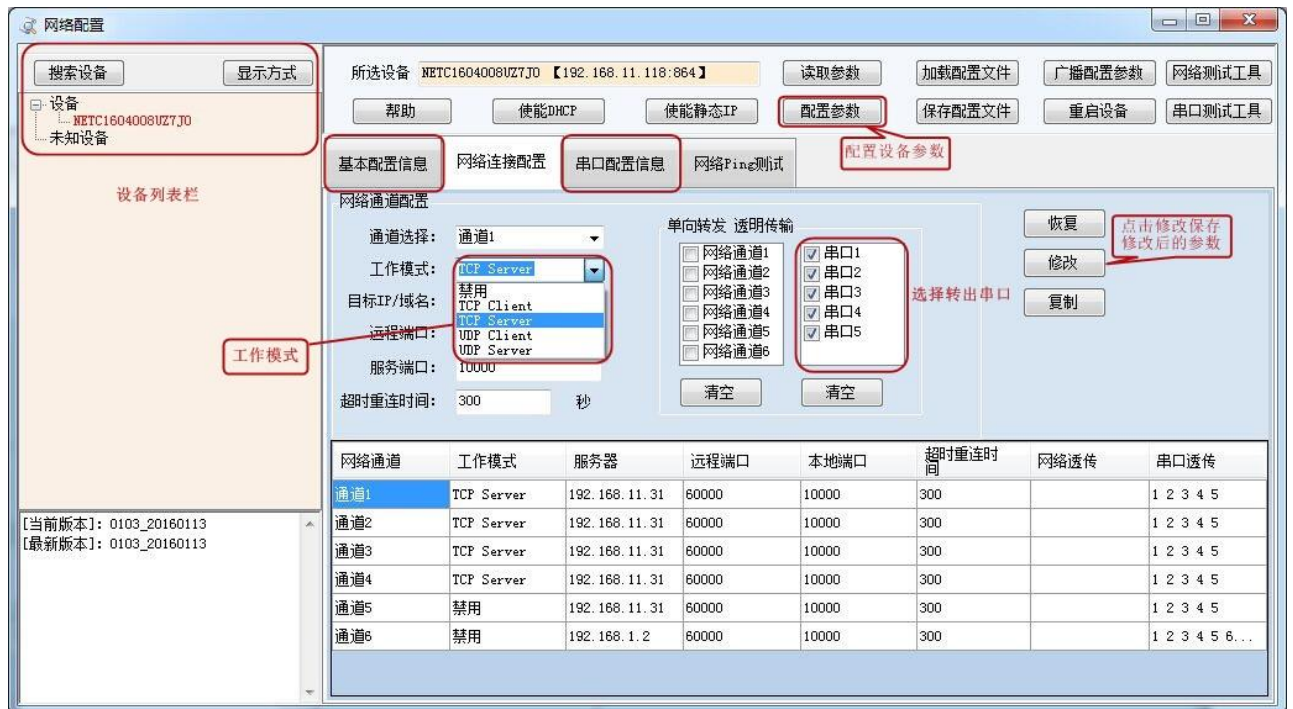 网络配置
搜索设备 显示方式
设备
NETC1604008UZ7J0
未知设备
设备列表栏
所选设备 NETC1604008UZ7J0 【192.168.11.118:864】 读取参数 加载配置文件 广播配置参数 网络测试工具
帮助 使能DHCP 使能静态IP 配置参数 保存配置文件 重启设备 串口测试工具
配置设备参数
基本配置信息 网络连接配置 串口配置信息 网络Ping测试
网络通道配置
通道选择: 通道1
工作模式: TCP Server
禁用
TCP Client
TCP Server
UDP Client
UDP Server
目标IP/域名:
远程端口:
服务端口: 10000
超时重连时间: 300 秒
工作模式
单向转发 透明传输
网络通道1
网络通道2
网络通道3
网络通道4
网络通道5
网络通道6
清空
串口1
串口2
串口3
串口4
串口5
清空
选择转出串口
恢复
修改
复制
点击修改保存
修改后的参数
网络通道 工作模式 服务器 远程端口 本地端口 超时重连时间 网络透传 串口透传
通道1 TCP Server 192.168.11.31 60000 10000 300 1 2 3 4 5
通道2 TCP Server 192.168.11.31 60000 10000 300 1 2 3 4 5
通道3 TCP Server 192.168.11.31 60000 10000 300 1 2 3 4 5
通道4 TCP Server 192.168.11.31 60000 10000 300 1 2 3 4 5
通道5 禁用 192.168.11.31 60000 10000 300 1 2 3 4 5
通道6 禁用 192.168.1.2 60000 10000 300 1 2 3 4 5 6...
[当前版本]: 0103_20160113
[最新版本]: 0103_20160113